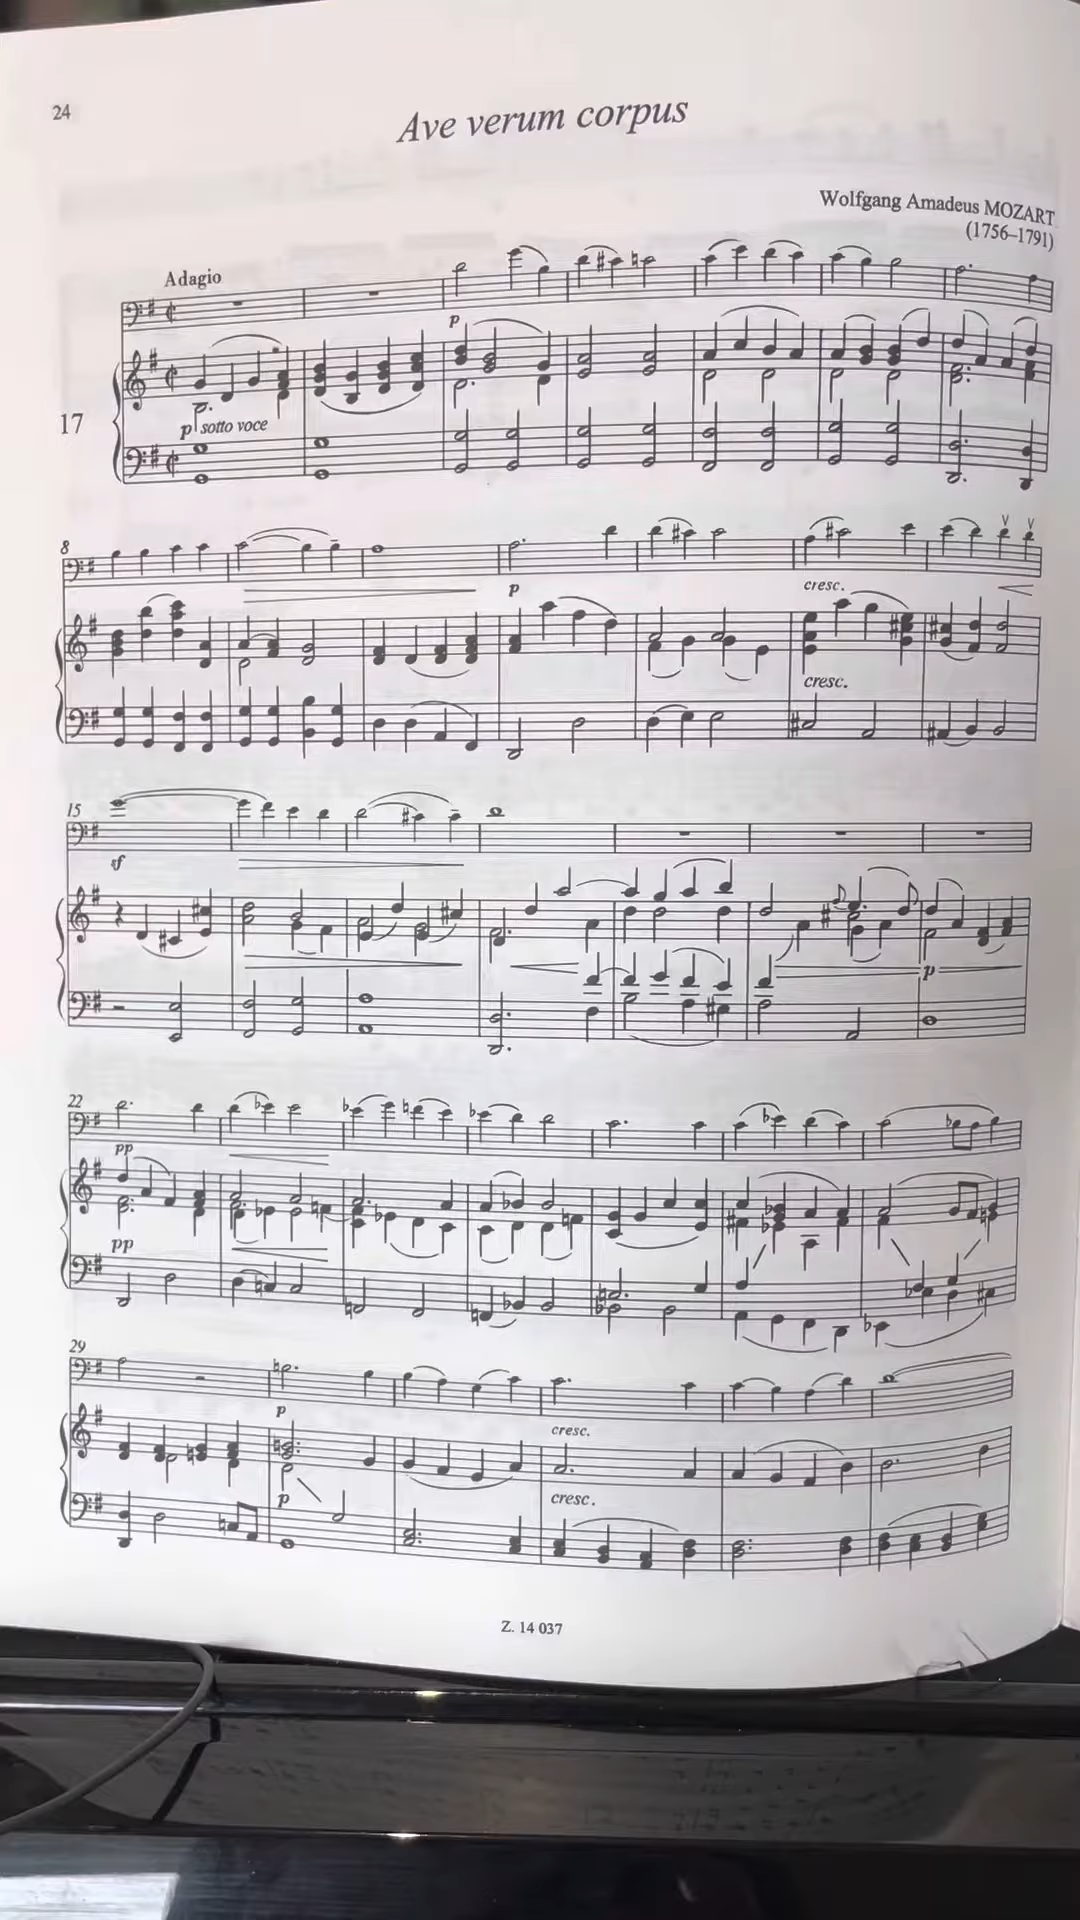 24
Ave verum corpus
Wolfgang Amadeus MOZART
(1756–1791)
Adagio
p
17
p sotto voce
8
p
cresc.
cresc.
15
sf
p
22
pp
pp
29
p
cresc.
p
cresc.
Z. 14 037